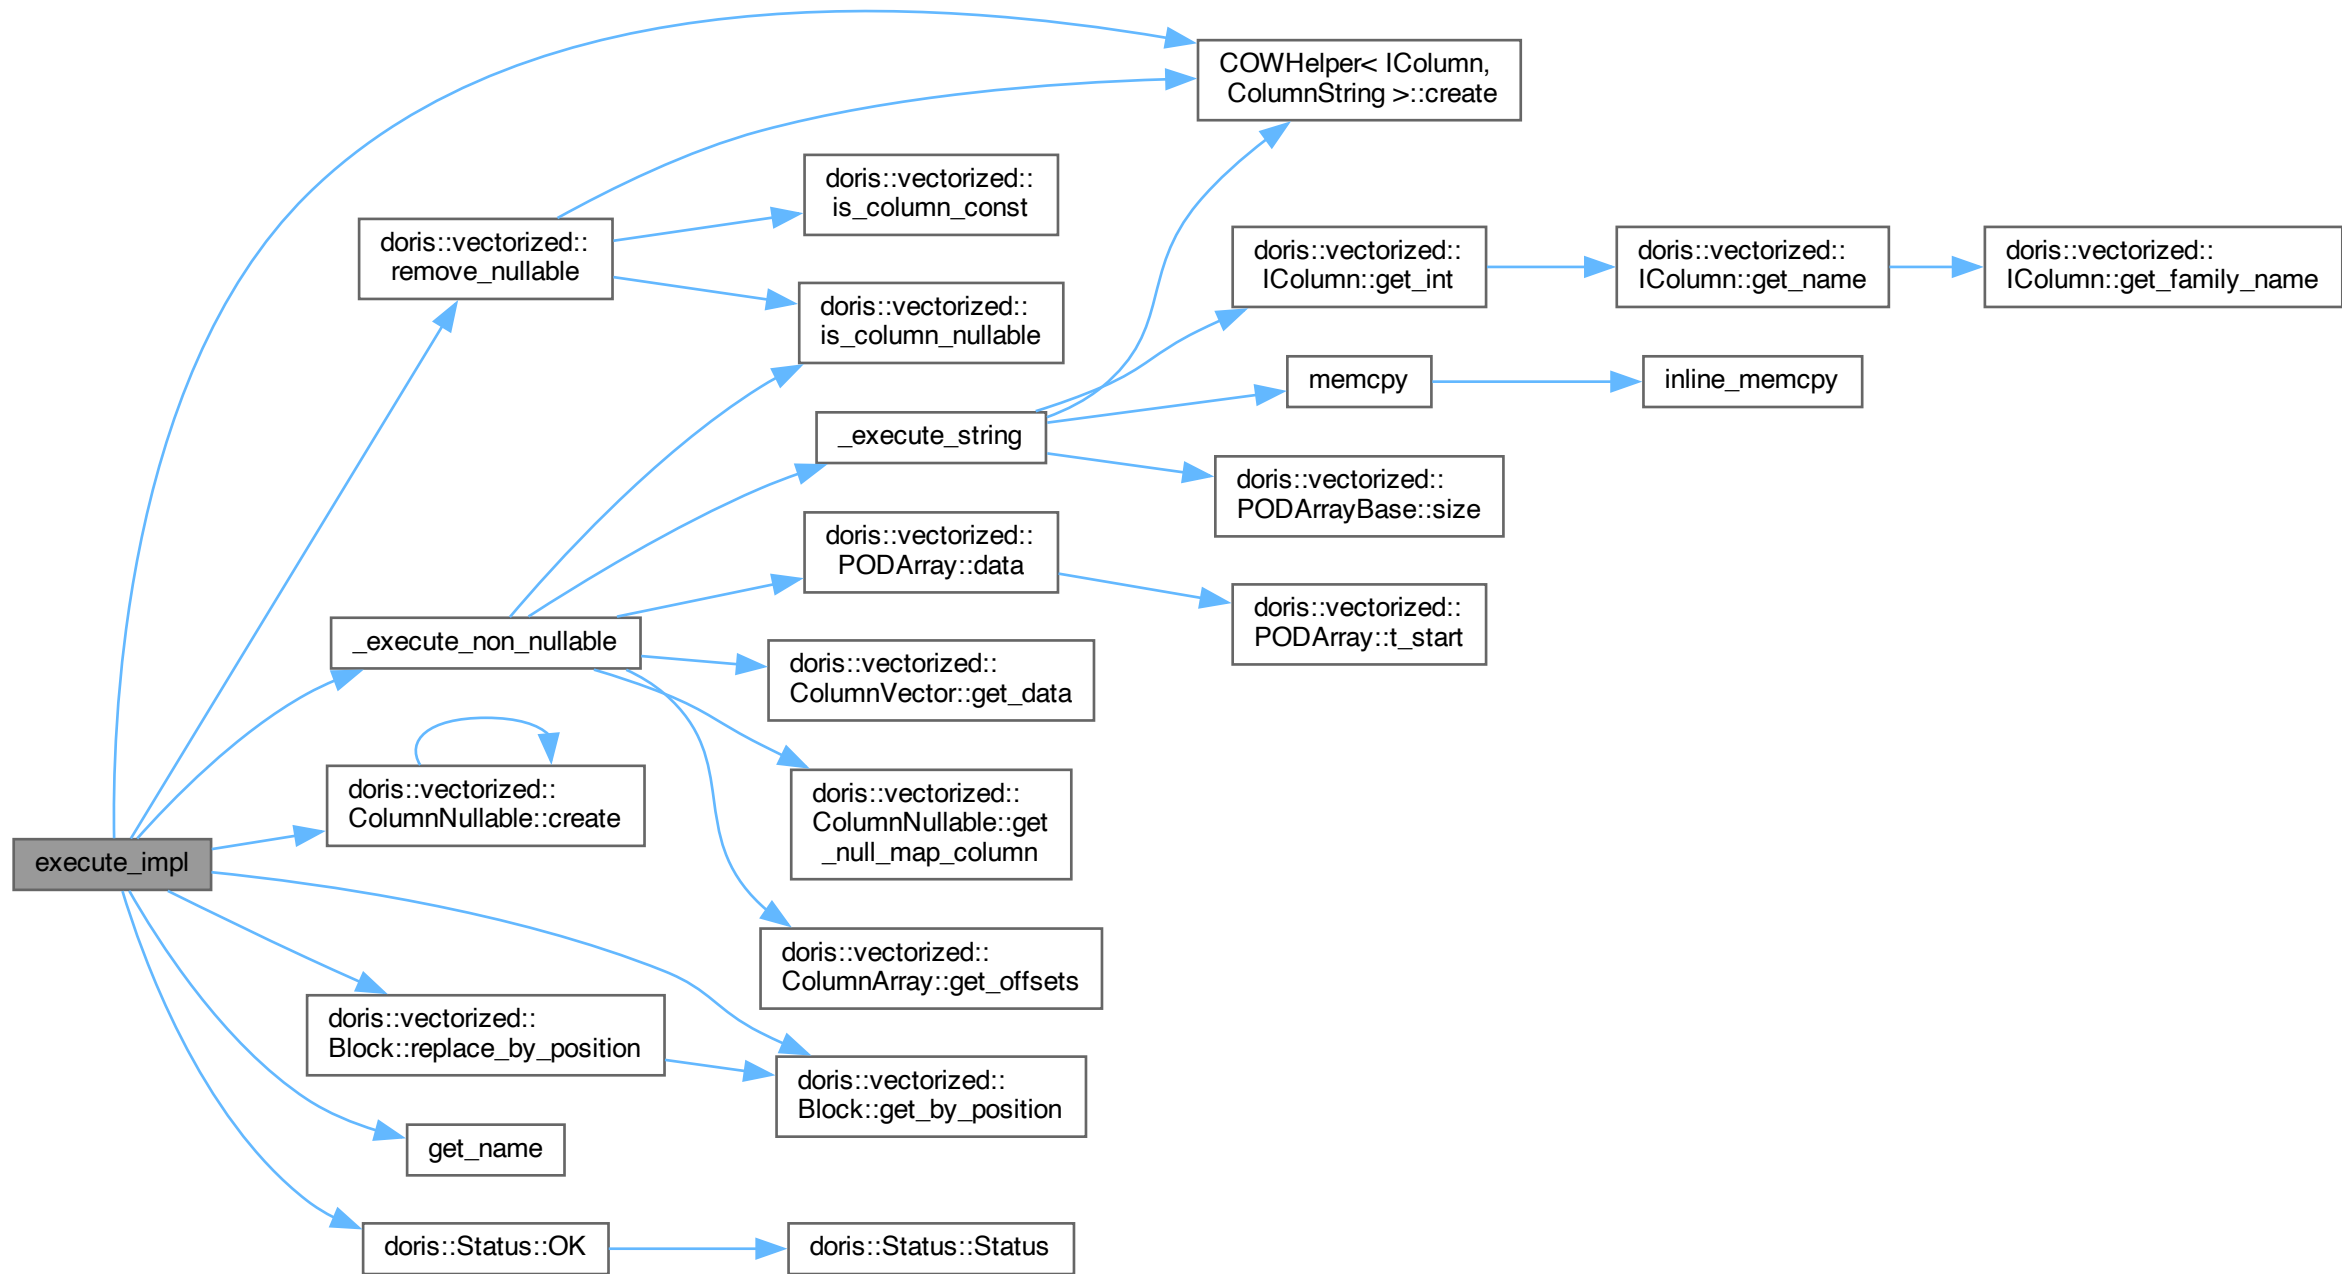 COWHelper< IColumn,
ColumnString >::create
doris::vectorized::
is_column_const
doris::vectorized::
remove_nullable
doris::vectorized::
IColumn::get_int
doris::vectorized::
IColumn::get_name
doris::vectorized::
IColumn::get_family_name
doris::vectorized::
is_column_nullable
memcpy
inline_memcpy
_execute_string
doris::vectorized::
PODArrayBase::size
doris::vectorized::
PODArray::data
doris::vectorized::
PODArray::t_start
_execute_non_nullable
doris::vectorized::
ColumnVector::get_data
doris::vectorized::
ColumnNullable::create
doris::vectorized::
ColumnNullable::get
_null_map_column
execute_impl
doris::vectorized::
ColumnArray::get_offsets
doris::vectorized::
Block::replace_by_position
doris::vectorized::
Block::get_by_position
get_name
doris::Status::OK
doris::Status::Status